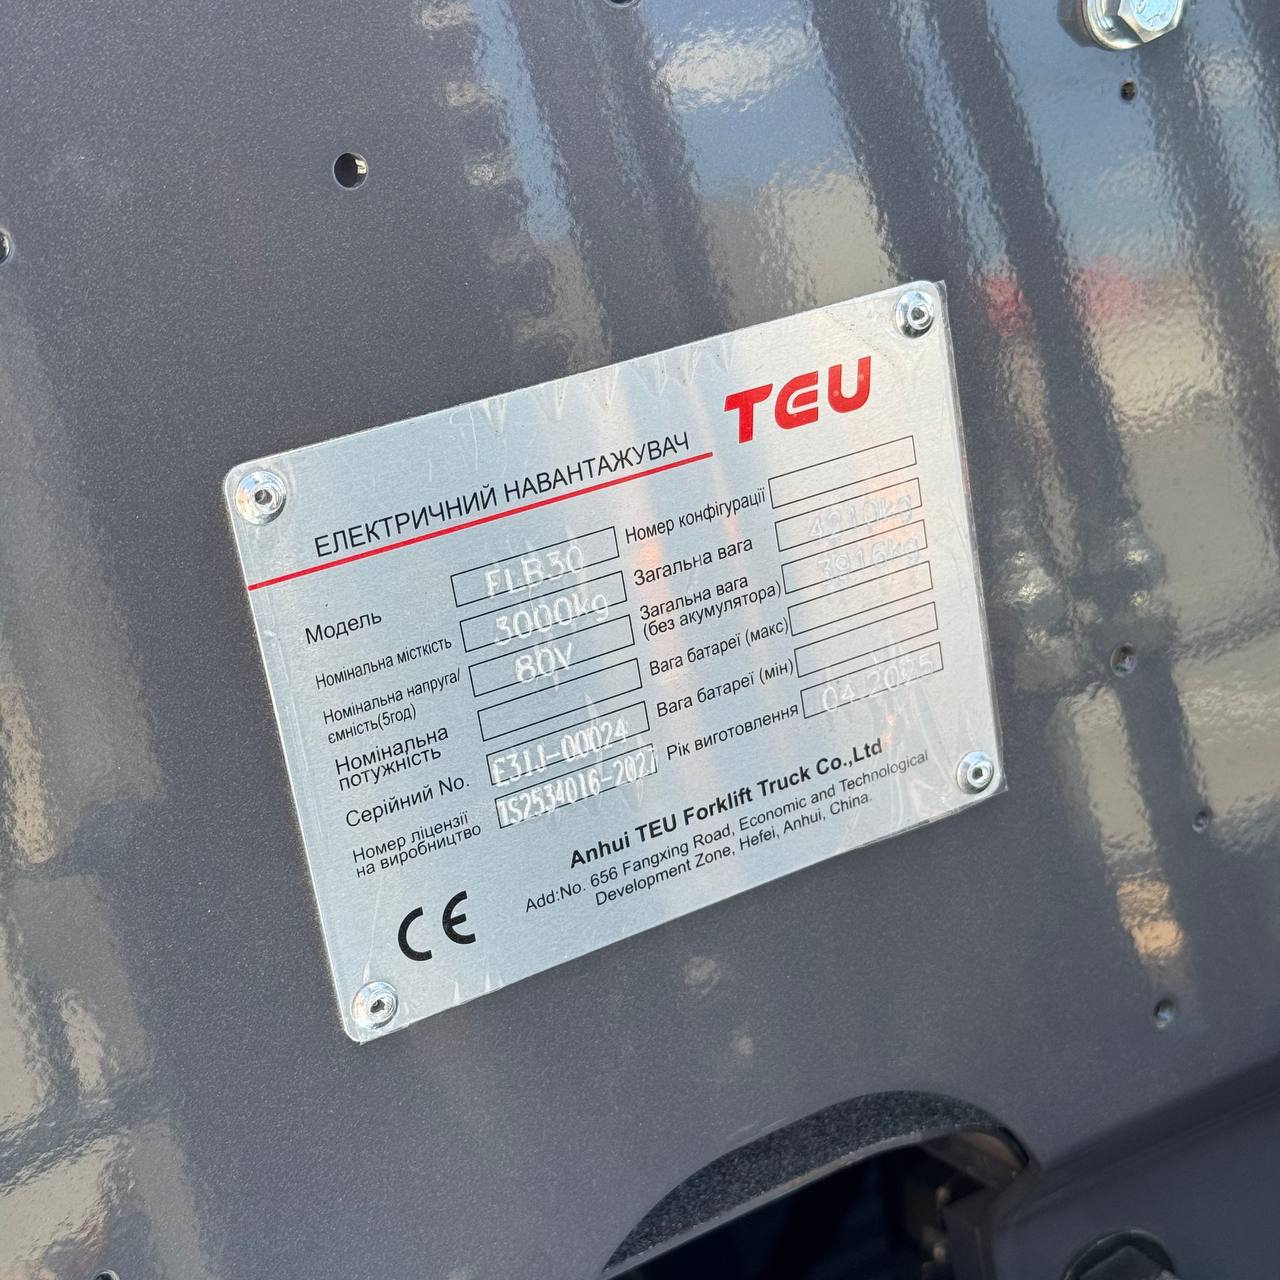 TEU
ЕЛЕКТРИЧНИЙ НАВАНТАЖУВАЧ
Модель FLB30
Номінальна місткість 3000kg
Номінальна напруга/
ємність(5год) 80V
Номінальна
потужність
Серійний No. E31J-00024
Номер ліцензії
на виробництво
Номер конфігурації
Загальна вага 4210kg
Загальна вага
(без акумулятора) 3916kg
Вага батареї (макс)
Вага батареї (мін)
Рік виготовлення 04.2025
Anhui TEU Forklift Truck Co.,Ltd
Add:No. 656 Fangxing Road, Economic and Technological
Development Zone, Hefei, Anhui, China.
CE